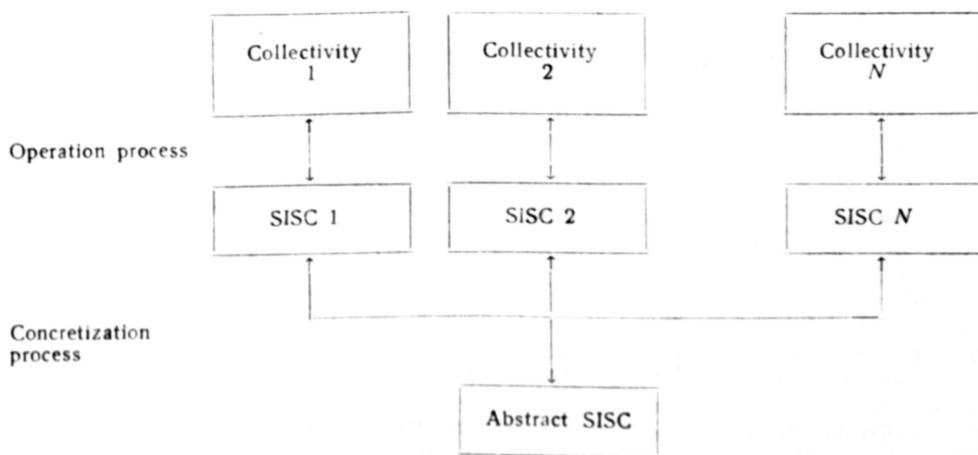 Collectivity Collectivity Collectivity
1 2 N
Operation process
SISC 1 SISC 2 SISC N
Concretization
process
Abstract SISC